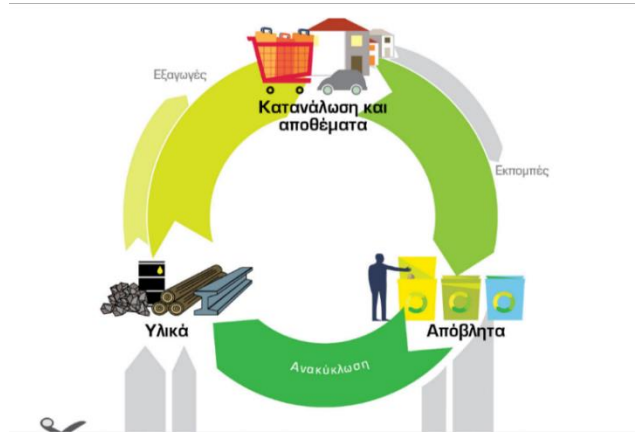 Εξαγωγές
Κατανάλωση και
αποθέματα
Εκπομπές
Υλικά
Απόβλητα
Ανακύκλωση